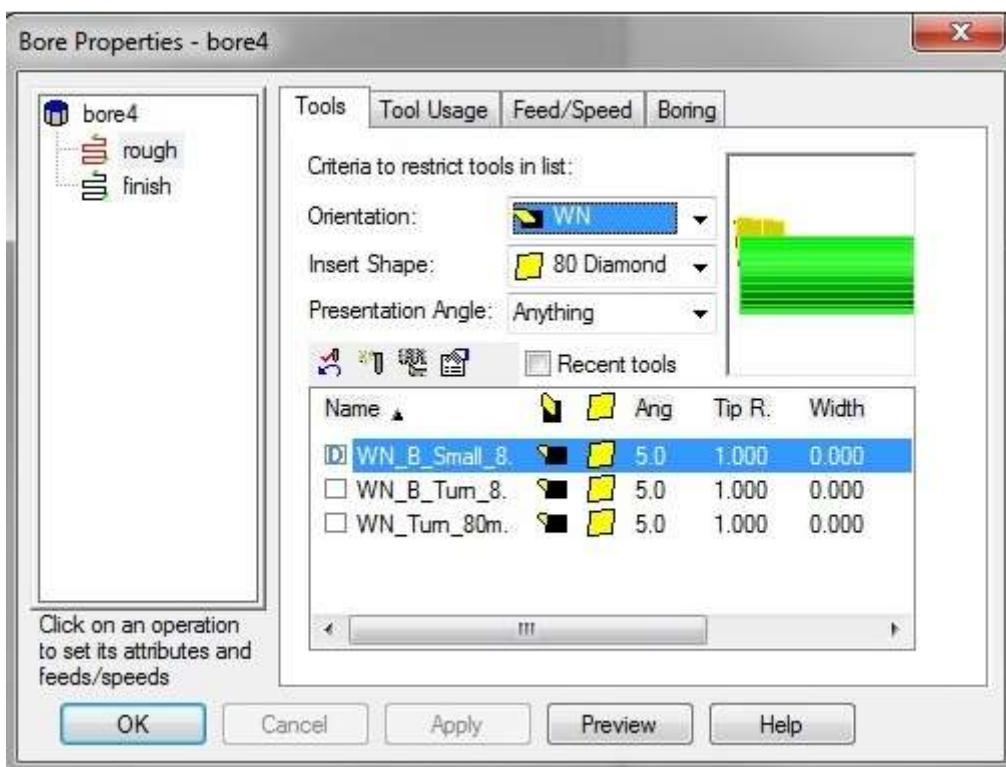 Bore Properties - bore4
bore4
rough
finish
Click on an operation
to set its attributes and
feeds/speeds
Tools Tool Usage Feed/Speed Boring
Criteria to restrict tools in list:
Orientation: WN
Insert Shape: 80 Diamond
Presentation Angle: Anything
Recent tools
Name Ang Tip R. Width
D WN_B_Small_8. 5.0 1.000 0.000
WN_B_Turn_8. 5.0 1.000 0.000
WN_Turn_80m. 5.0 1.000 0.000
OK Cancel Apply Preview Help